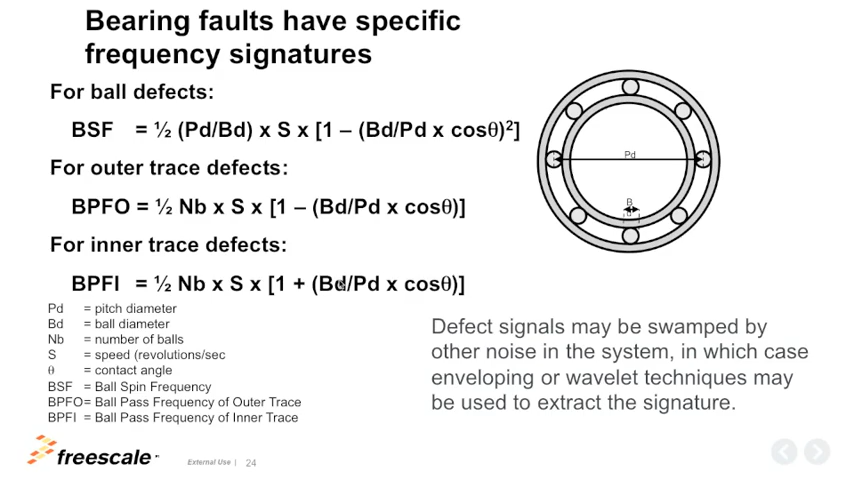 Bearing faults have specific
frequency signatures
For ball defects:
BSF = ½ (Pd/Bd) x S x [1 – (Bd/Pd x cosθ)²]
For outer trace defects:
BPFO = ½ Nb x S x [1 – (Bd/Pd x cosθ)]
For inner trace defects:
BPFI = ½ Nb x S x [1 + (Bd/Pd x cosθ)]
Pd = pitch diameter
Bd = ball diameter
Nb = number of balls
S = speed (revolutions/sec
θ = contact angle
BSF = Ball Spin Frequency
BPFO= Ball Pass Frequency of Outer Trace
BPFI = Ball Pass Frequency of Inner Trace
Pd
B
d
Defect signals may be swamped by
other noise in the system, in which case
enveloping or wavelet techniques may
be used to extract the signature.
freescale
External Use | 24